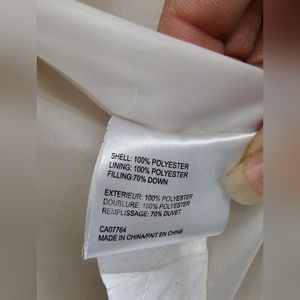 SHELL: 100% POLYESTER
LINING: 100% POLYESTER
FILLING:70% DOWN
EXTERIEUR: 100% POLYESTER
DOUBLURE: 100% POLYESTER
REMPLISSAGE: 70% DUVET
CA07764
MADE IN CHINA/FAIT EN CHINE